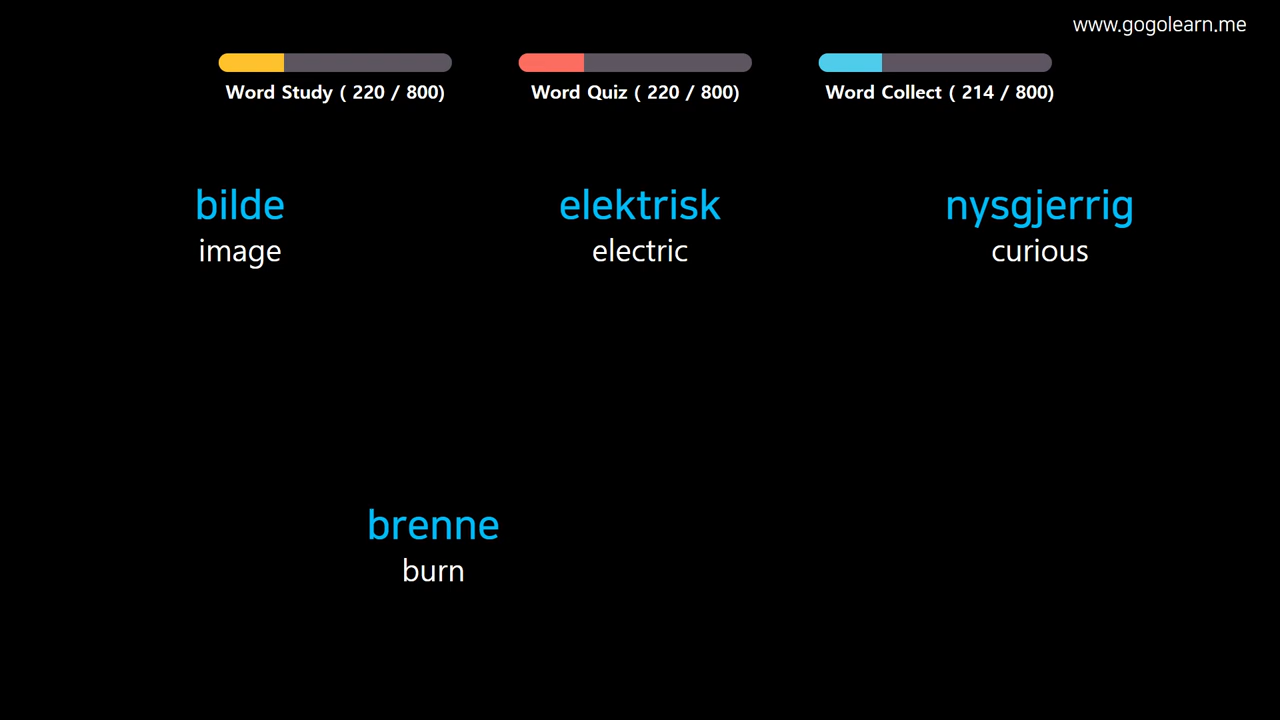 www.gogolearn.me
Word Study ( 220 / 800)
Word Quiz ( 220 / 800)
Word Collect ( 214 / 800)
bilde
image
elektrisk
electric
nysgjerrig
curious
brenne
burn